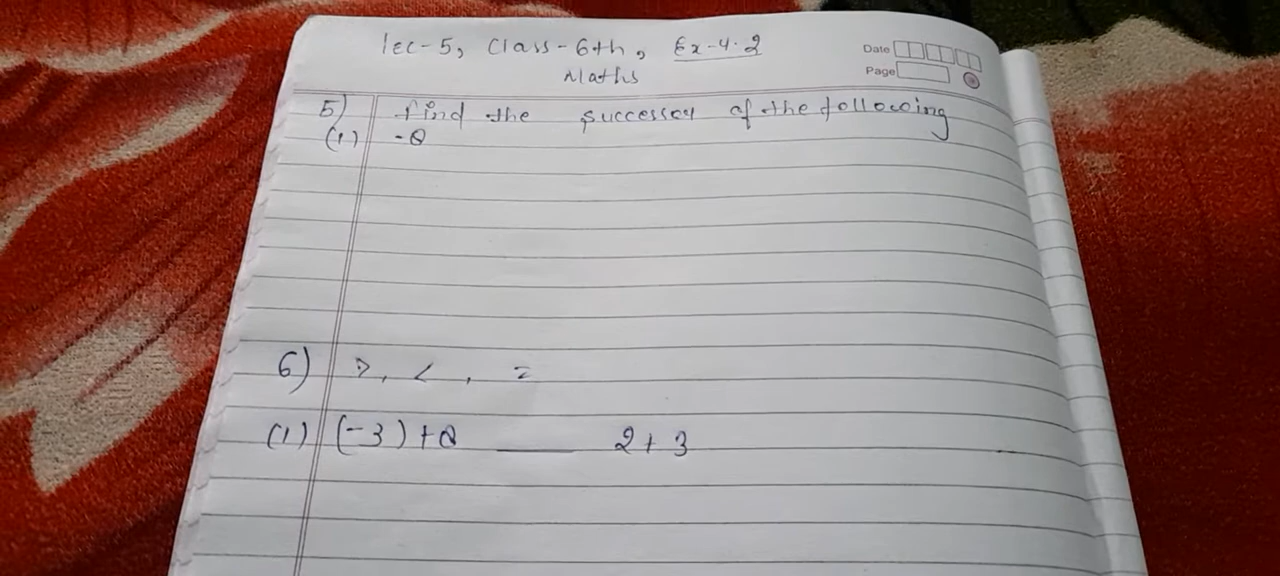 lec-5, Class-6th, Ex-4.2
Maths
Date
Page
5) find the successor of the following
(1) -8
6) >, <, =
(1) (-3)+8 ____ 2+3